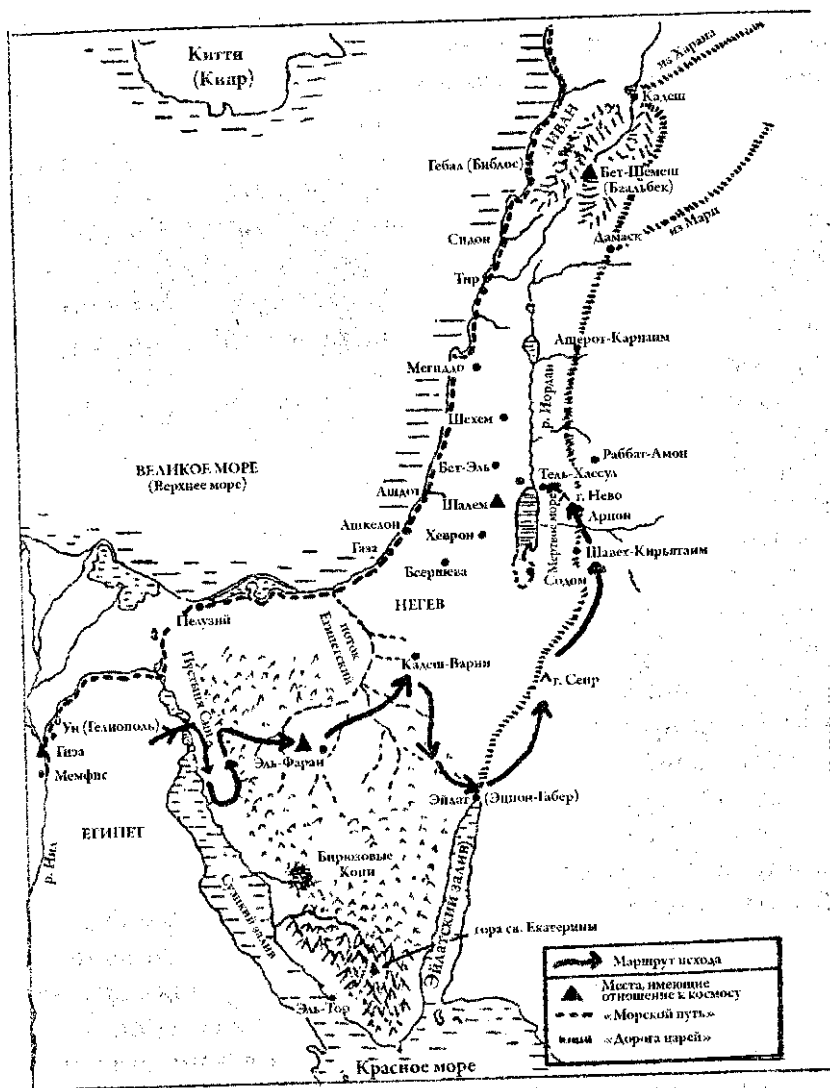 Китти
(Кипр)
из Харана
Кадеш
ЛИВАН
Гебал (Библос)
Бет-Шемеш
(Баальбек)
из Мари
Дамаск
Сидон
Тир
Аштерот-Карнаим
Мегиддо
р. Иордан
Шехем
ВЕЛИКОЕ МОРЕ
(Верхнее море)
Раббат-Амон
Бет-Эль
Тель-Хассул
Ашдот
Шалем
г. Нево
Мертвое море
Арнон
Ашкелон
Хеврон
Газа
Шавех-Кирьятаим
Беершева
Содом
НЕГЕВ
Пелузий
Египетский
поток
Кадеш-Варни
Пустыня Син
г. Сеир
Ун (Гелиополь)
Гиза
Эль-Фаран
Мемфис
Эйлат
(Эцион-Габер)
ЕГИПЕТ
р. Нил
Бирюзовые
Копи
Суэцкий залив
Эйлатский залив
гора св. Екатерины
Эль-Тор
Красное море
Маршрут исхода
Места, имеющие
отношение к космосу
«Морской путь»
«Дорога царей»